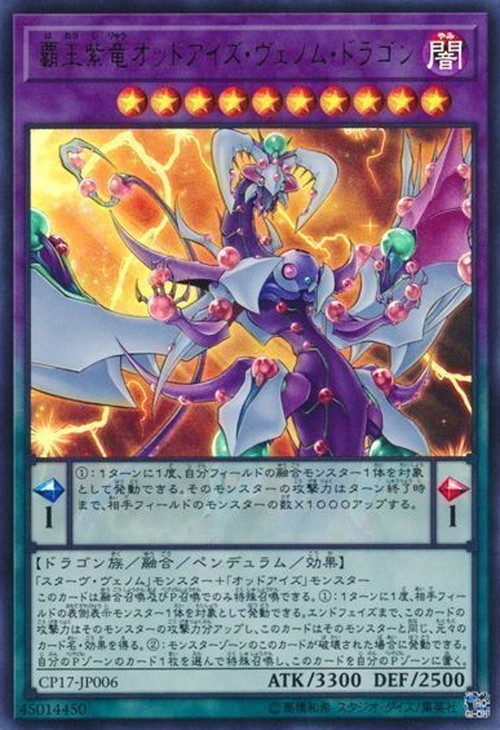 覇王紫竜オッドアイズ・ヴェノム・ドラゴン 闇
①:1ターンに1度、自分フィールドの融合モンスター1体を対象
として発動できる。そのモンスターの攻撃力はターン終了時
まで、相手フィールドのモンスターの数×1000アップする。
1 1
【ドラゴン族/融合/ペンデュラム/効果】
「スターヴ・ヴェノム」モンスター+「オッドアイズ」モンスター
このカードは融合召喚及びP召喚でのみ特殊召喚できる。①:1ターンに1度、相手フィ
ールドの表側表示モンスター1体を対象として発動できる。エンドフェイズまで、このカードの
攻撃力はそのモンスターの攻撃力分アップし、このカードはそのモンスターと同じ、元々の
カード名・効果を得る。②:モンスターゾーンのこのカードが破壊された場合に発動できる。
自分のPゾーンのカード1枚を選んで特殊召喚し、このカードを自分のPゾーンに置く。
CP17-JP006 ATK/3300 DEF/2500
45014450 ©高橋和希 スタジオ・ダイス/集英社